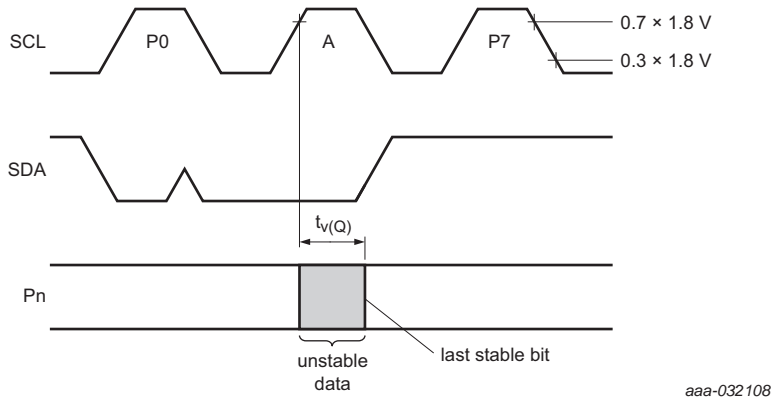 SCL
P0
A
P7
0.7 × 1.8 V
0.3 × 1.8 V
SDA
tv(Q)
Pn
unstable
data
last stable bit
aaa-032108